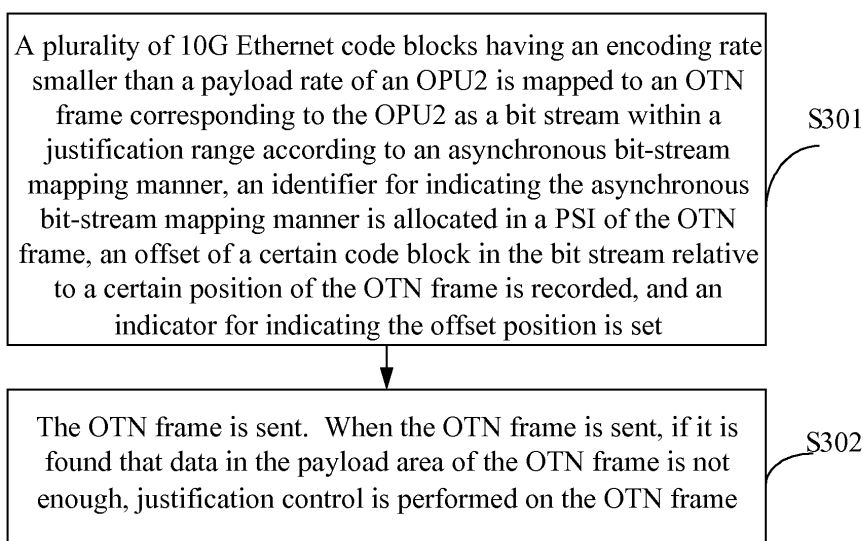 A plurality of 10G Ethernet code blocks having an encoding rate
smaller than a payload rate of an OPU2 is mapped to an OTN
frame corresponding to the OPU2 as a bit stream within a
justification range according to an asynchronous bit-stream
mapping manner, an identifier for indicating the asynchronous
bit-stream mapping manner is allocated in a PSI of the OTN
frame, an offset of a certain code block in the bit stream relative
to a certain position of the OTN frame is recorded, and an
indicator for indicating the offset position is set
S301
The OTN frame is sent. When the OTN frame is sent, if it is
found that data in the payload area of the OTN frame is not
enough, justification control is performed on the OTN frame
S302